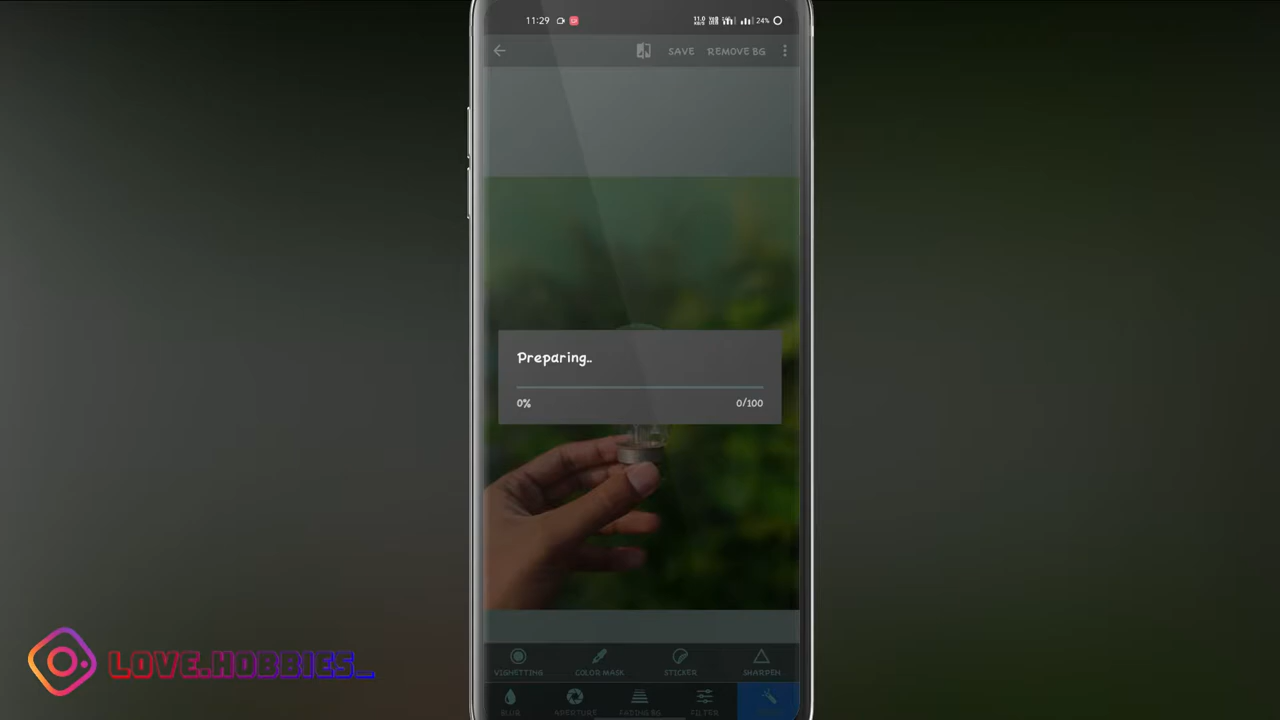 11:29
24%
SAVE REMOVE BG
Preparing..
0% 0/100
VIGNETTING COLOR MASK STICKER SHARPEN
BLUR APERTURE FADING BG FILTER
LOVE.HOBBIES_